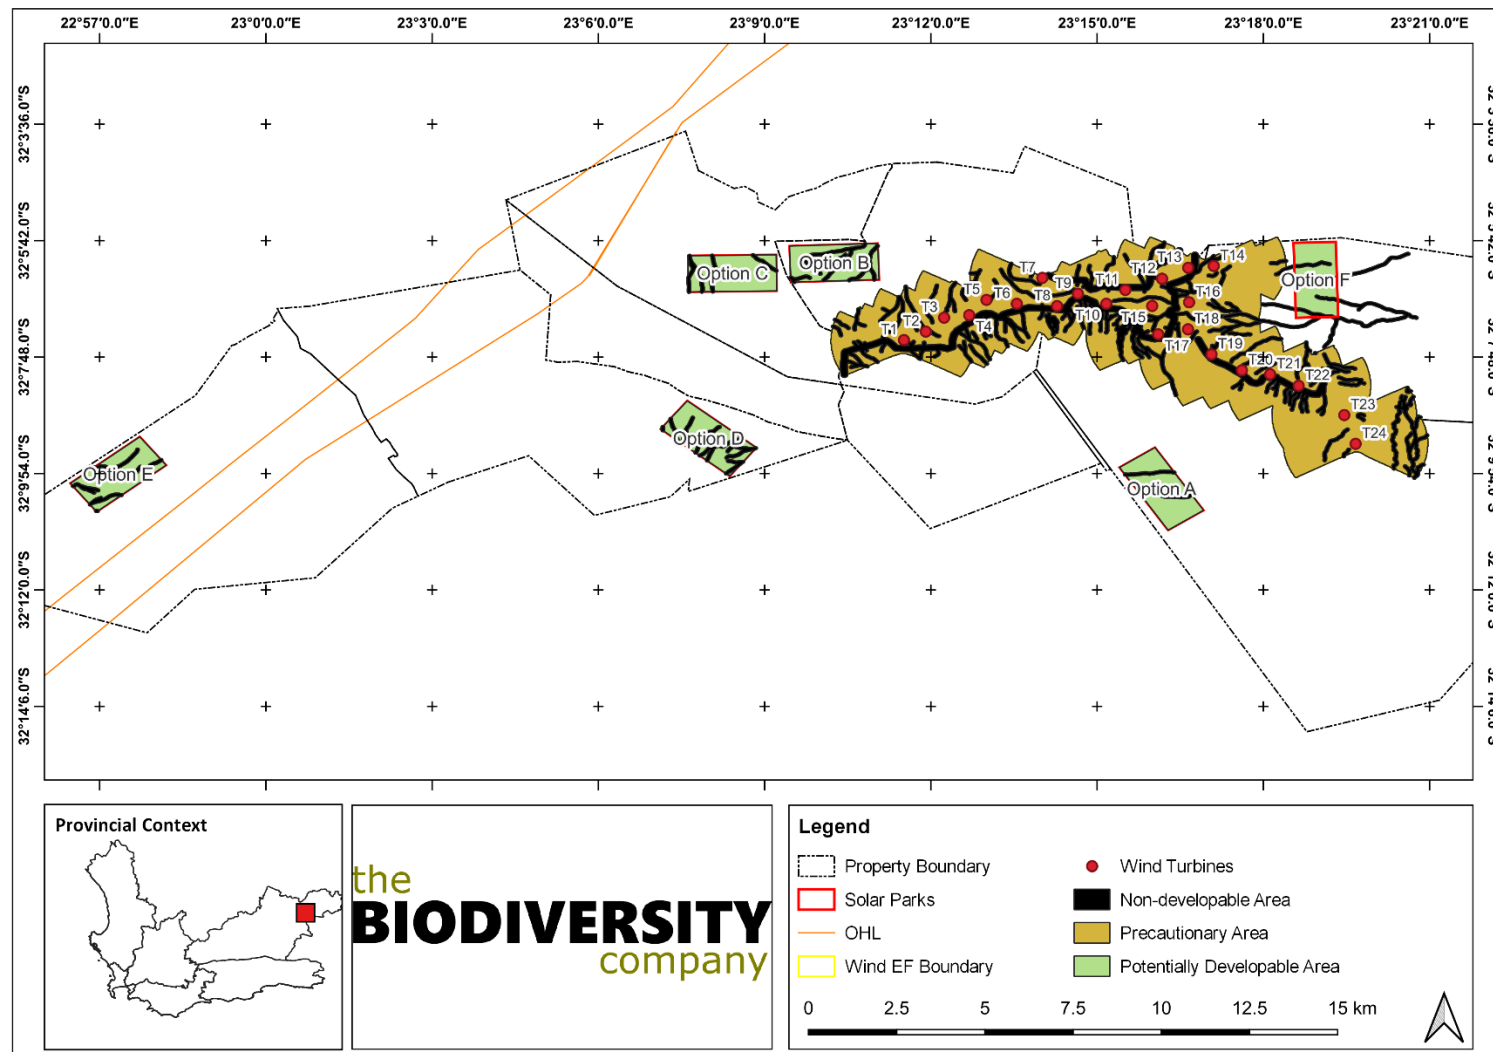 22°57'0.0"E 23°0'0.0"E 23°3'0.0"E 23°6'0.0"E 23°9'0.0"E 23°12'0.0"E 23°15'0.0"E 23°18'0.0"E 23°21'0.0"E
32°3'36.0"S
32°5'42.0"S
32°7'48.0"S
32°9'54.0"S
32°12'0.0"S
32°14'6.0"S
Option C
Option B
Option F
Option D
Option E
Option A
T1
T2
T3
T4
T5
T6
T7
T8
T9
T10
T11
T12
T13
T14
T15
T16
T17
T18
T19
T20
T21
T22
T23
T24
Provincial Context
the
BIODIVERSITY
company
Legend
Property Boundary
Solar Parks
OHL
Wind EF Boundary
Wind Turbines
Non-developable Area
Precautionary Area
Potentially Developable Area
0 2.5 5 7.5 10 12.5 15 km